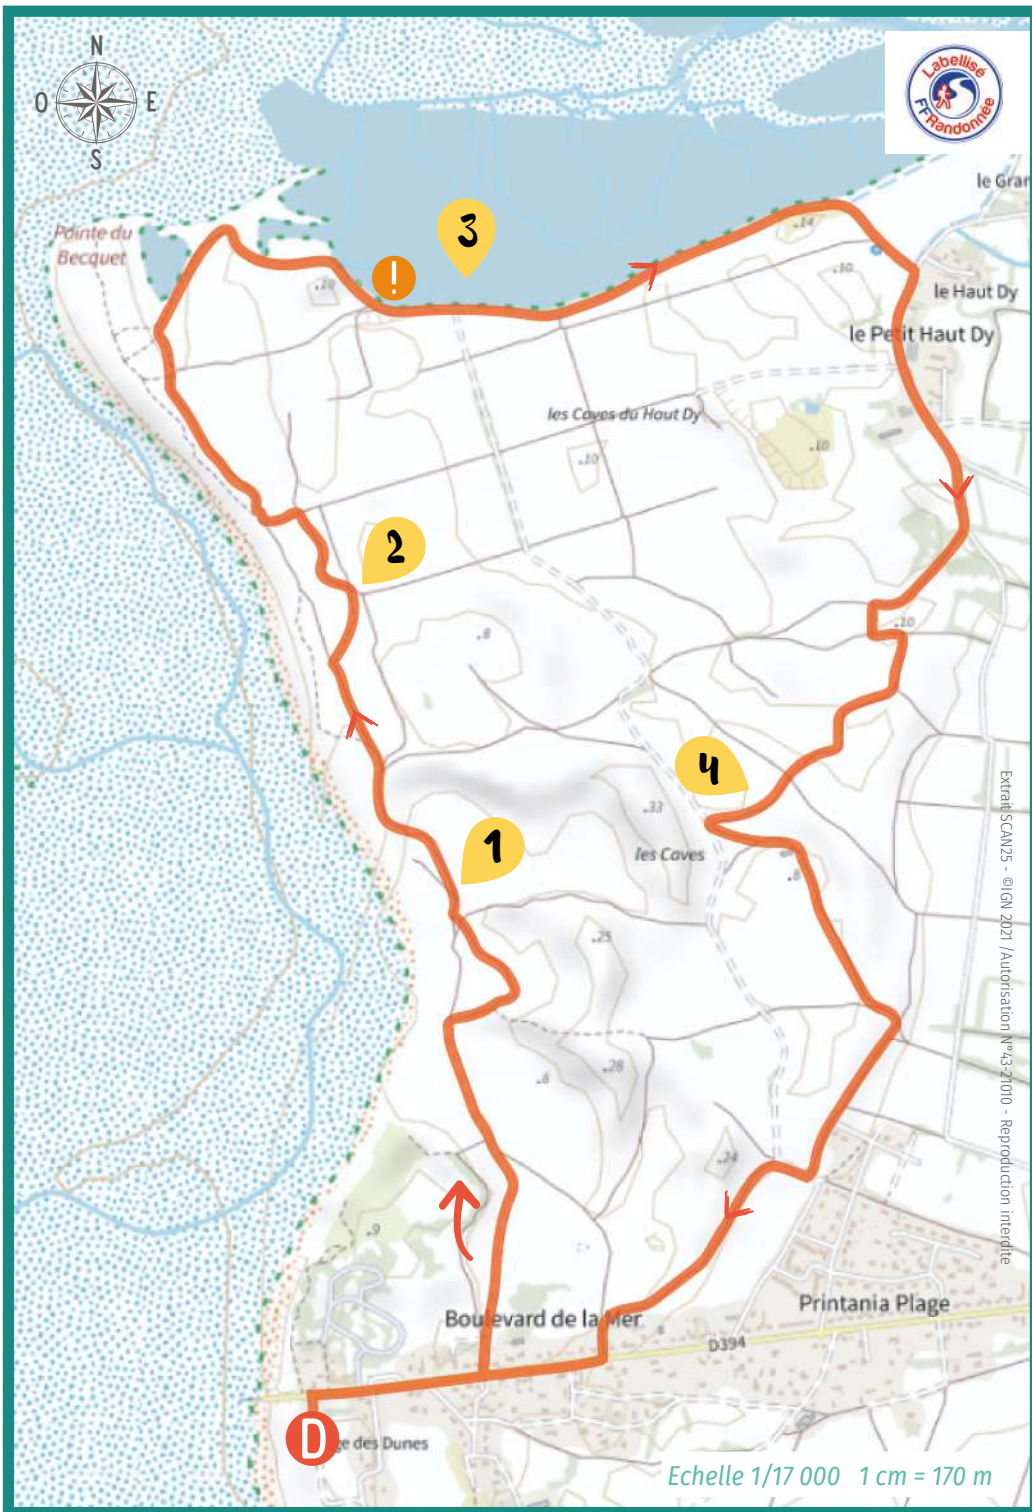 N
O
E
S
Labellisé
FFRandonnée
le Gran
Pointe du
Becquet
3
.14
.10
!
.10
le Haut Dy
le Petit Haut Dy
les Caves du Haut Dy
.10
.10
2
.10
.8
4
.33
1
les Caves
.8
.25
.28
.8
.24
.9
Printania Plage
Boulevard de la Mer
8
D394
D
ge des Dunes
Extrait SCAN25 - ©IGN 2021 /Autorisation N°43-21010 - Reproduction interdite
Echelle 1/17 000 1 cm = 170 m